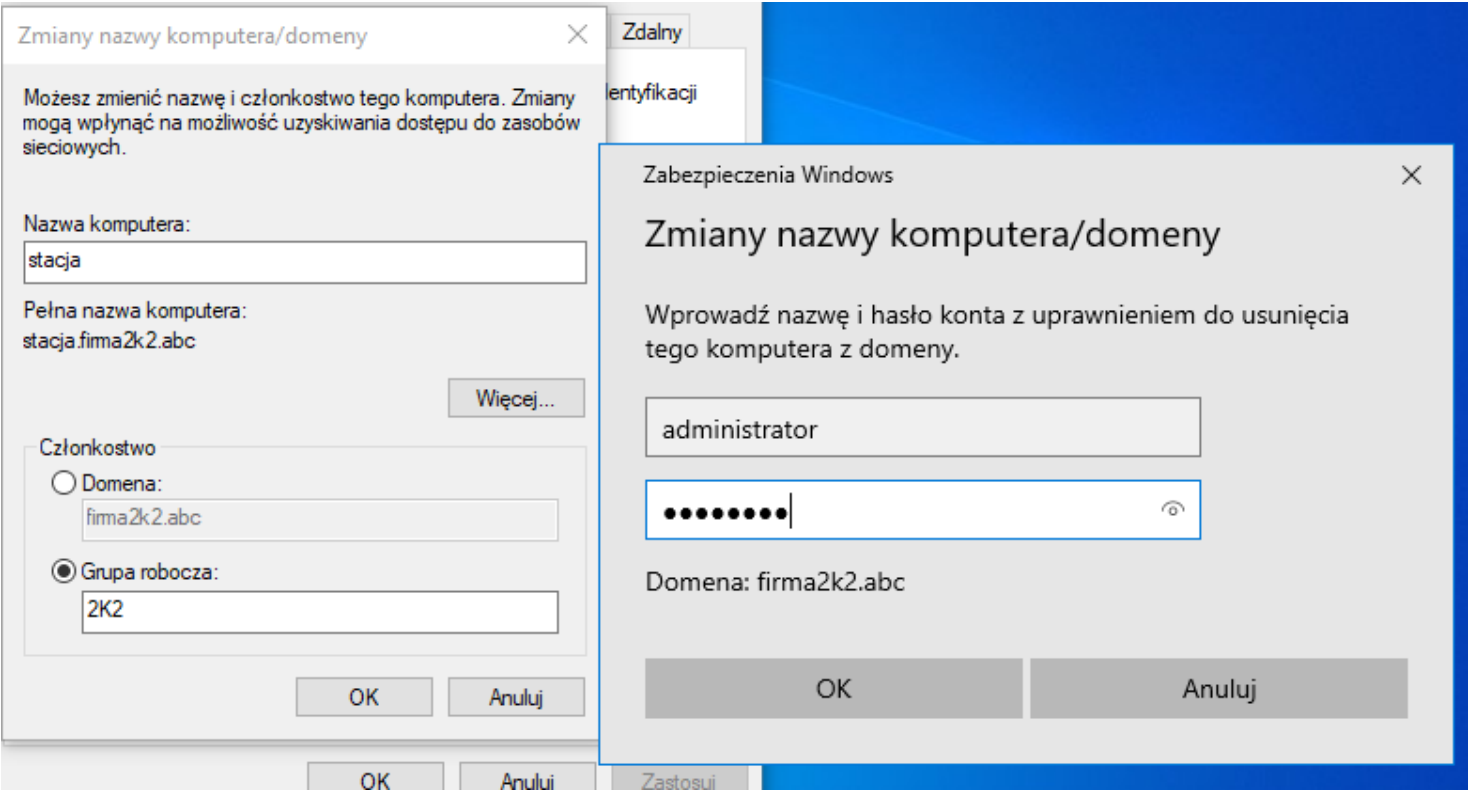 Zmiany nazwy komputera/domeny
Możesz zmienić nazwę i członkostwo tego komputera. Zmiany
mogą wpłynąć na możliwość uzyskiwania dostępu do zasobów
sieciowych.
Nazwa komputera:
stacja
Pełna nazwa komputera:
stacja.firma2k2.abc
Więcej...
Członkostwo
Domena:
firma2k2.abc
Grupa robocza:
2K2
OK Anuluj
Zdalny
lentyfikacji
Zabezpieczenia Windows
Zmiany nazwy komputera/domeny
Wprowadź nazwę i hasło konta z uprawnieniem do usunięcia
tego komputera z domeny.
administrator
●●●●●●●●
Domena: firma2k2.abc
OK Anuluj
OK Anuluj Zastosuj